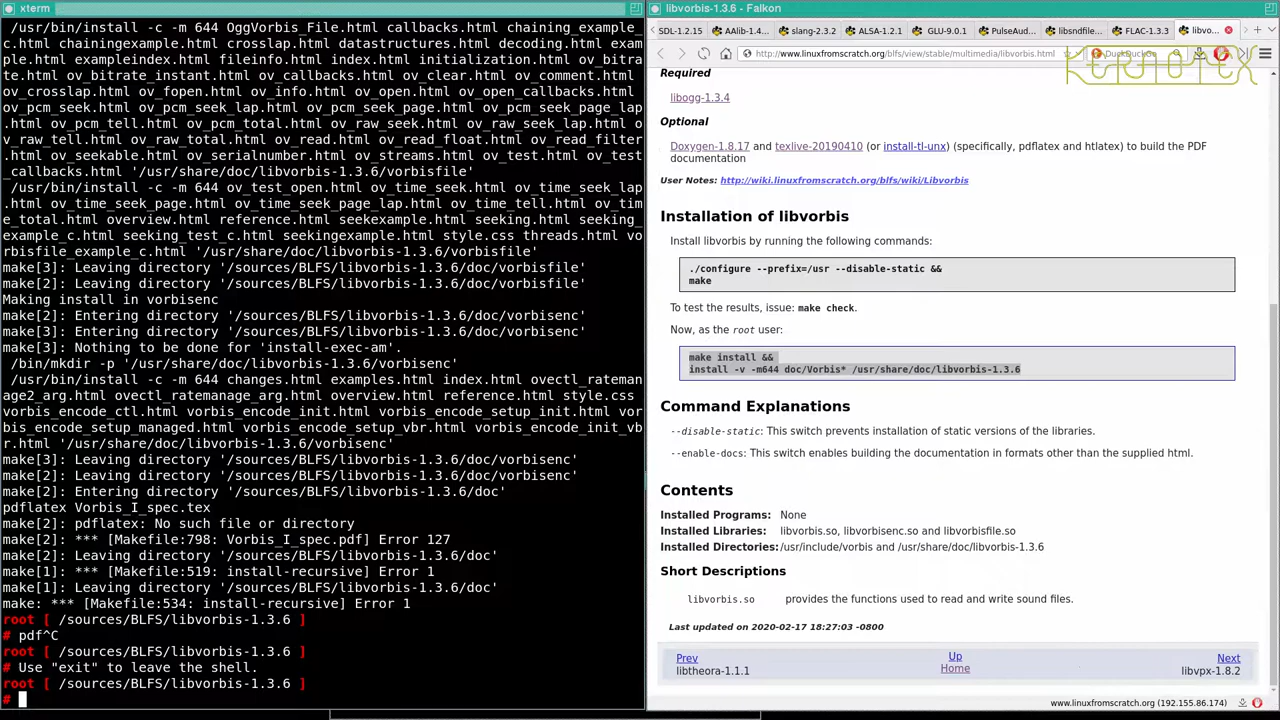 xterm
/usr/bin/install -c -m 644 OggVorbis_File.html callbacks.html chaining_example_
c.html chainingexample.html crosslap.html datastructures.html decoding.html exam
ple.html exampleindex.html fileinfo.html index.html initialization.html ov_bitra
te.html ov_bitrate_instant.html ov_callbacks.html ov_clear.html ov_comment.html
ov_crosslap.html ov_fopen.html ov_info.html ov_open.html ov_open_callbacks.html
ov_pcm_seek.html ov_pcm_seek_lap.html ov_pcm_seek_page.html ov_pcm_seek_page_lap
.html ov_pcm_tell.html ov_pcm_total.html ov_raw_seek.html ov_raw_seek_lap.html o
v_raw_tell.html ov_raw_total.html ov_read.html ov_read_float.html ov_read_filter
.html ov_seekable.html ov_serialnumber.html ov_streams.html ov_test.html ov_test
_callbacks.html '/usr/share/doc/libvorbis-1.3.6/vorbisfile'
/usr/bin/install -c -m 644 ov_test_open.html ov_time_seek.html ov_time_seek_lap
.html ov_time_seek_page.html ov_time_seek_page_lap.html ov_time_tell.html ov_tim
e_total.html overview.html reference.html seekexample.html seeking.html seeking_
example_c.html seeking_test_c.html seekingexample.html style.css threads.html vo
rbisfile_example_c.html '/usr/share/doc/libvorbis-1.3.6/vorbisfile'
make[3]: Leaving directory '/sources/BLFS/libvorbis-1.3.6/doc/vorbisfile'
make[2]: Leaving directory '/sources/BLFS/libvorbis-1.3.6/doc/vorbisfile'
Making install in vorbisenc
make[2]: Entering directory '/sources/BLFS/libvorbis-1.3.6/doc/vorbisenc'
make[3]: Entering directory '/sources/BLFS/libvorbis-1.3.6/doc/vorbisenc'
make[3]: Nothing to be done for 'install-exec-am'.
/bin/mkdir -p '/usr/share/doc/libvorbis-1.3.6/vorbisenc'
/usr/bin/install -c -m 644 changes.html examples.html index.html ovectl_rateman
age2_arg.html ovectl_ratemanage_arg.html overview.html reference.html style.css
vorbis_encode_ctl.html vorbis_encode_init.html vorbis_encode_setup_init.html vor
bis_encode_setup_managed.html vorbis_encode_setup_vbr.html vorbis_encode_init_vb
r.html '/usr/share/doc/libvorbis-1.3.6/vorbisenc'
make[3]: Leaving directory '/sources/BLFS/libvorbis-1.3.6/doc/vorbisenc'
make[2]: Leaving directory '/sources/BLFS/libvorbis-1.3.6/doc/vorbisenc'
make[2]: Entering directory '/sources/BLFS/libvorbis-1.3.6/doc'
pdflatex Vorbis_I_spec.tex
make[2]: pdflatex: No such file or directory
make[2]: *** [Makefile:798: Vorbis_I_spec.pdf] Error 127
make[2]: Leaving directory '/sources/BLFS/libvorbis-1.3.6/doc'
make[1]: *** [Makefile:519: install-recursive] Error 1
make[1]: Leaving directory '/sources/BLFS/libvorbis-1.3.6/doc'
make: *** [Makefile:534: install-recursive] Error 1
root [ /sources/BLFS/libvorbis-1.3.6 ]
# pdf^C
root [ /sources/BLFS/libvorbis-1.3.6 ]
# Use "exit" to leave the shell.
root [ /sources/BLFS/libvorbis-1.3.6 ]
#
libvorbis-1.3.6 - Falkon
SDL-1.2.15 AAlib-1.4... slang-2.3.2 ALSA-1.2.1 GLU-9.0.1 PulseAud... libsndfile... FLAC-1.3.3 libvo...
http://www.linuxfromscratch.org/blfs/view/stable/multimedia/libvorbis.html DuckDuckGo
KERNOTEX
Required
libogg-1.3.4
Optional
Doxygen-1.8.17 and texlive-20190410 (or install-tl-unx) (specifically, pdflatex and htlatex) to build the PDF
documentation
User Notes: http://wiki.linuxfromscratch.org/blfs/wiki/Libvorbis
Installation of libvorbis
Install libvorbis by running the following commands:
./configure --prefix=/usr --disable-static &&
make
To test the results, issue: make check.
Now, as the root user:
make install &&
install -v -m644 doc/Vorbis* /usr/share/doc/libvorbis-1.3.6
Command Explanations
--disable-static: This switch prevents installation of static versions of the libraries.
--enable-docs: This switch enables building the documentation in formats other than the supplied html.
Contents
Installed Programs: None
Installed Libraries: libvorbis.so, libvorbisenc.so and libvorbisfile.so
Installed Directories: /usr/include/vorbis and /usr/share/doc/libvorbis-1.3.6
Short Descriptions
libvorbis.so provides the functions used to read and write sound files.
Last updated on 2020-02-17 18:27:03 -0800
Prev Up Next
libtheora-1.1.1 Home libvpx-1.8.2
www.linuxfromscratch.org (192.155.86.174)